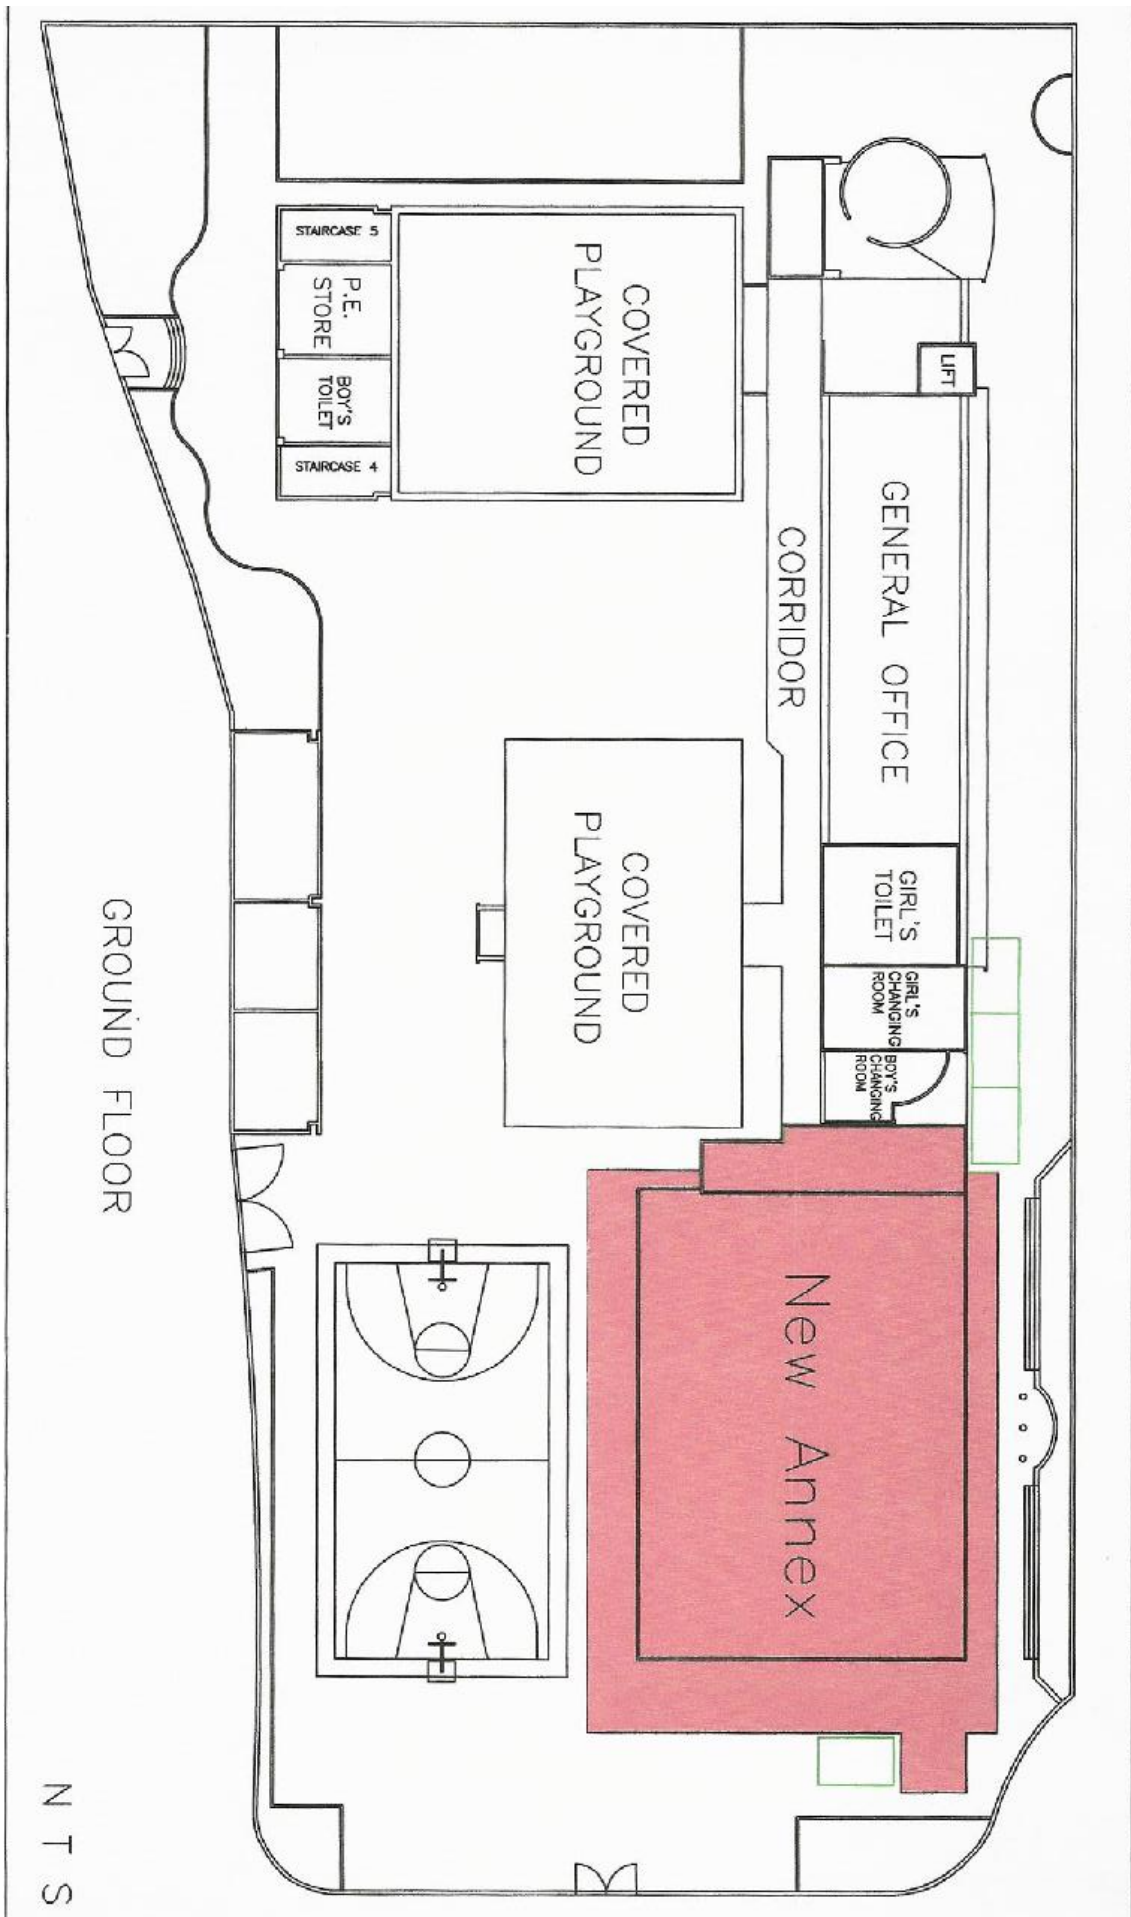 STAIRCASE 5
P.E.
STORE
BOY'S
TOILET
STAIRCASE 4
COVERED
PLAYGROUND
LIFT
GENERAL OFFICE
CORRIDOR
COVERED
PLAYGROUND
GIRL'S
TOILET
GIRL'S
CHANGING
ROOM
BOY'S
CHANGING
ROOM
New Annex
GROUND FLOOR
N T S